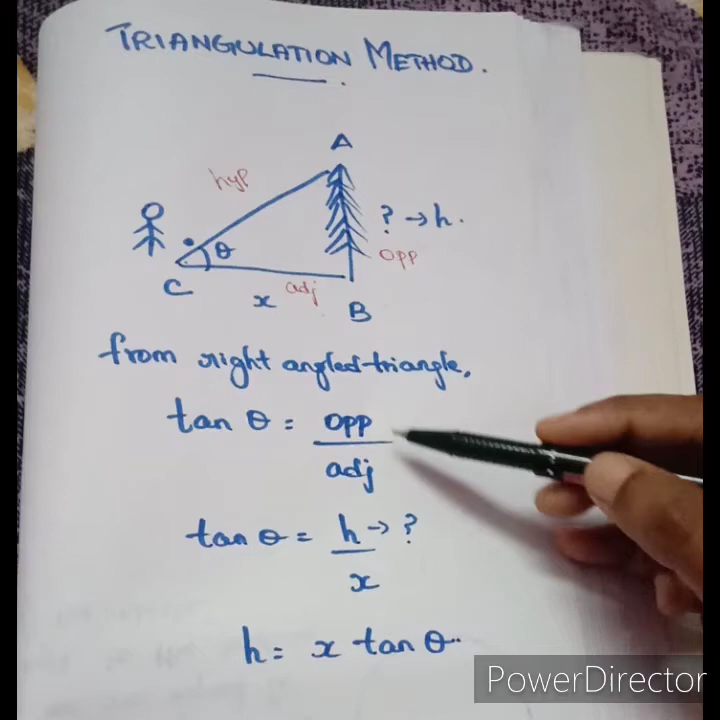 TRIANGULATION METHOD.
A
hyp
? → h.
θ
opp
C
x
adj
B
from right angled triangle,
tan θ = opp
adj
tan θ = h → ?
x
h = x tan θ.
PowerDirector